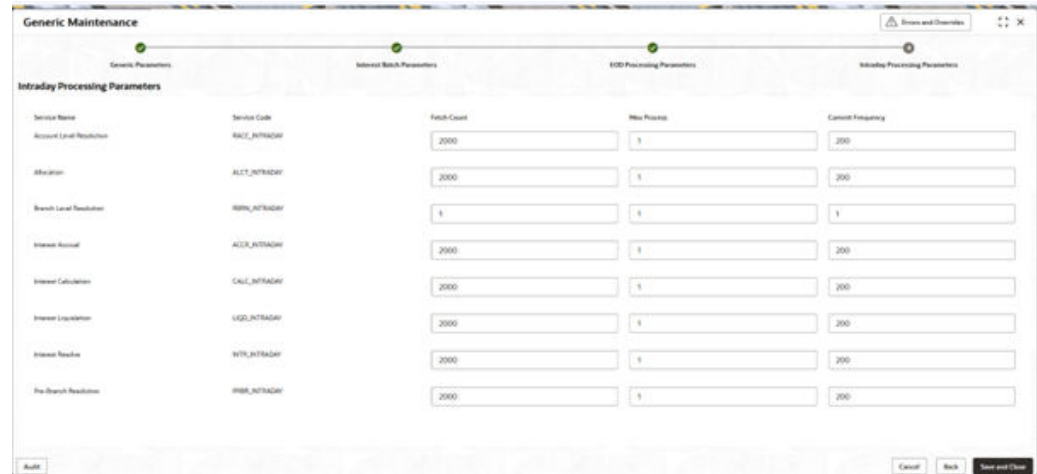 Generic Maintenance
Errors and Overrides
Generic Parameters Interest Batch Parameters EOD Processing Parameters Intraday Processing Parameters
Intraday Processing Parameters
Service Name Service Code Fetch Count Max Process Commit Frequency
Account Level Resolution RACC_INTRADAY 2000 1 200
Allocation ALCT_INTRADAY 2000 1 200
Branch Level Resolution RBRN_INTRADAY 1 1 1
Interest Accrual ACCR_INTRADAY 2000 1 200
Interest Calculation CALC_INTRADAY 2000 1 200
Interest Liquidation LIQD_INTRADAY 2000 1 200
Interest Resolve INTR_INTRADAY 2000 1 200
Pre-Branch Resolution PRBR_INTRADAY 2000 1 200
Audit Cancel Back Save and Close